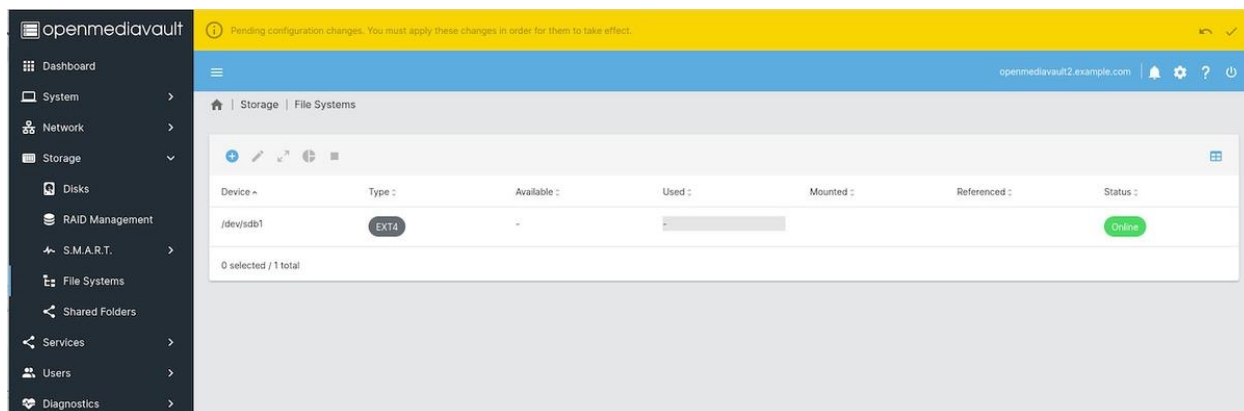 openmediavault
Pending configuration changes. You must apply these changes in order for them to take effect.
Dashboard
openmediavault2.example.com
System
| Storage | File Systems
Network
Storage
Disks
Device Type Available Used Mounted Referenced Status
RAID Management
/dev/sdb1 EXT4 - - Online
S.M.A.R.T.
0 selected / 1 total
File Systems
Shared Folders
Services
Users
Diagnostics